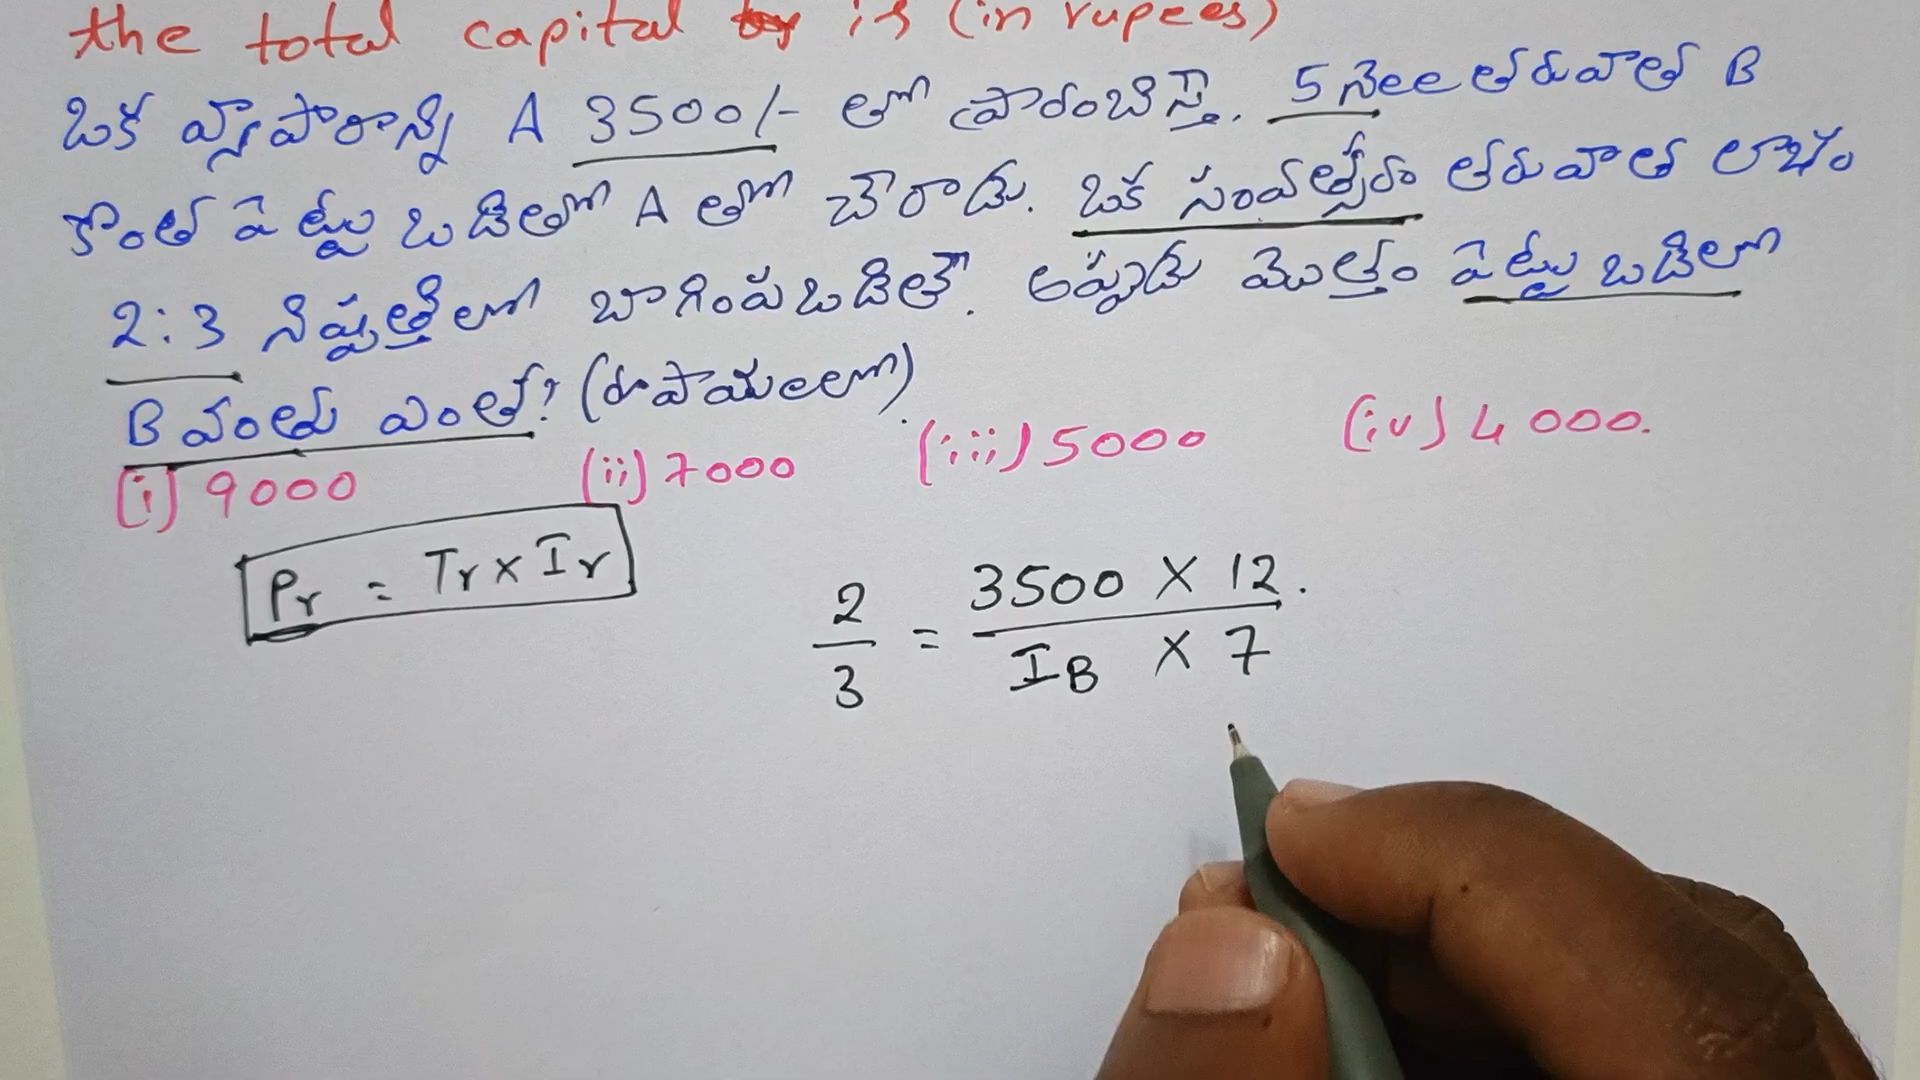 the total capital is (in rupees)
ఒక వ్యాపారాన్ని A 3500/- తో ప్రారంబిస్తే. 5 నెలల తరువాత B
కొంత పెట్టుబడితో A తో చేరాడు. ఒక సంవత్సరం తరువాత లాభం
2:3 నిష్పత్తిలో బాగింపబడితే. అప్పుడు మొత్తం పెట్టుబడిలో
B వంతు ఎంత? (రూపాయలలో)
(i) 9000 (ii) 7000 (iii) 5000 (iv) 4000.
Pr = Tr x Ir
2/3 = 3500 X 12. / IB X 7